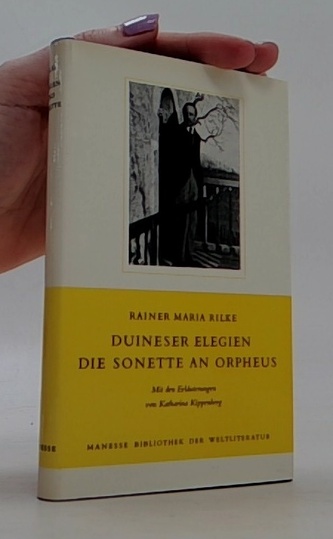 RAINER MARIA RILKE
DUINESER ELEGIEN
DIE SONETTE AN ORPHEUS
Mit den Erläuterungen
von Katharina Kippenberg
MANESSE BIBLIOTHEK DER WELTLITERATUR